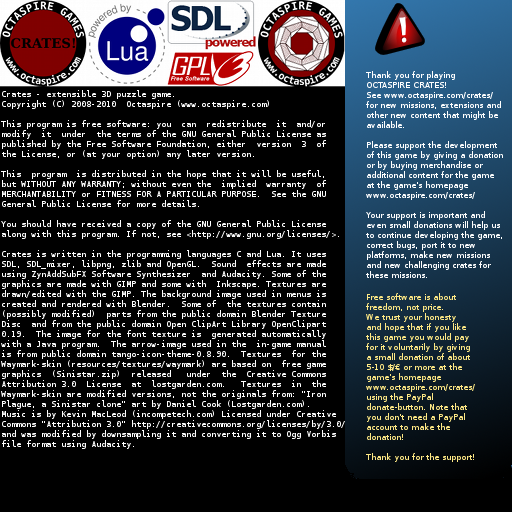 OCTASPIRE GAMES
CRATES!
www.octaspire.com
powered by
Lua
SDL
powered
GPLv3
Free Software
OCTASPIRE GAMES
www.octaspire.com
Crates - extensible 3D puzzle game.
Copyright (C) 2008-2010 Octaspire (www.octaspire.com)
This program is free software: you can redistribute it and/or
modify it under the terms of the GNU General Public License as
published by the Free Software Foundation, either version 3 of
the License, or (at your option) any later version.
This program is distributed in the hope that it will be useful,
but WITHOUT ANY WARRANTY; without even the implied warranty of
MERCHANTABILITY or FITNESS FOR A PARTICULAR PURPOSE. See the GNU
General Public License for more details.
You should have received a copy of the GNU General Public License
along with this program. If not, see <http://www.gnu.org/licenses/>.
Crates is written in the programming languages C and Lua. It uses
SDL, SDL_mixer, libpng, zlib and OpenGL. Sound effects are made
using ZynAddSubFX Software Synthesizer and Audacity. Some of the
graphics are made with GIMP and some with Inkscape. Textures are
drawn/edited with the GIMP. The background image used in menus is
created and rendered with Blender. Some of the textures contain
(possibly modified) parts from the public domain Blender Texture
Disc and from the public domain Open ClipArt Library OpenClipart
0.19. The image for the font texture is generated automatically
with a Java program. The arrow-image used in the in-game manual
is from public domain tango-icon-theme-0.8.90. Textures for the
Waymark-skin (resources/textures/waymark) are based on free game
graphics (Sinistar.zip) released under the Creative Commons
Attribution 3.0 License at lostgarden.com. Textures in the
Waymark-skin are modified versions, not the originals from: "Iron
Plague, a Sinistar clone" art by Daniel Cook (Lostgarden.com)
Music is by Kevin MacLeod (incompetech.com) Licensed under Creative
Commons "Attribution 3.0" http://creativecommons.org/licenses/by/3.0/
and was modified by downsampling it and converting it to Ogg Vorbis
file format using Audacity.
Thank you for playing
OCTASPIRE CRATES!
See www.octaspire.com/crates/
for new missions, extensions and
other new content that might be
available.
Please support the development
of this game by giving a donation
or by buying merchandise or
additional content for the game
at the game's homepage
www.octaspire.com/crates/
Your support is important and
even small donations will help us
to continue developing the game,
correct bugs, port it to new
platforms, make new missions
and new challenging crates for
these missions.
Free software is about
freedom, not price.
We trust your honesty
and hope that if you like
this game you would pay
for it voluntarily by giving
a small donation of about
5-10 $/€ or more at the
game's homepage
www.octaspire.com/crates/
using the PayPal
donate-button. Note that
you don't need a PayPal
account to make the
donation!
Thank you for the support!